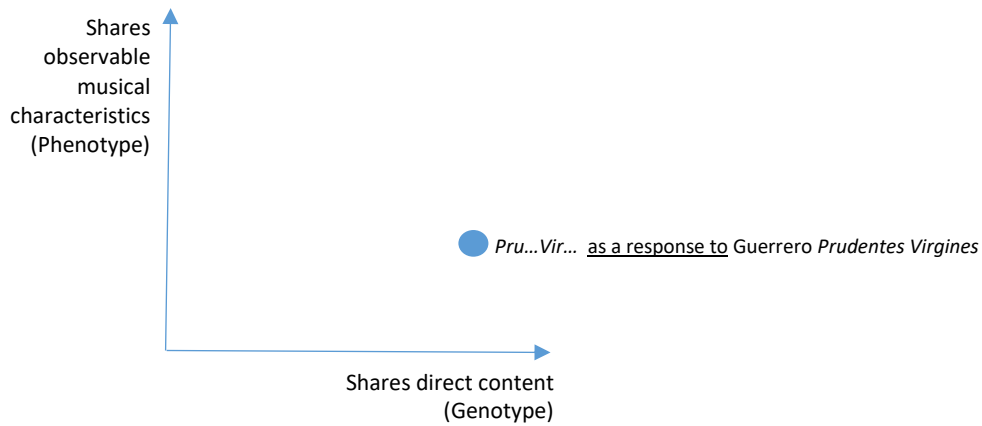 Shares
observable
musical
characteristics
(Phenotype)
Pru...Vir... as a response to Guerrero Prudentes Virgines
Shares direct content
(Genotype)